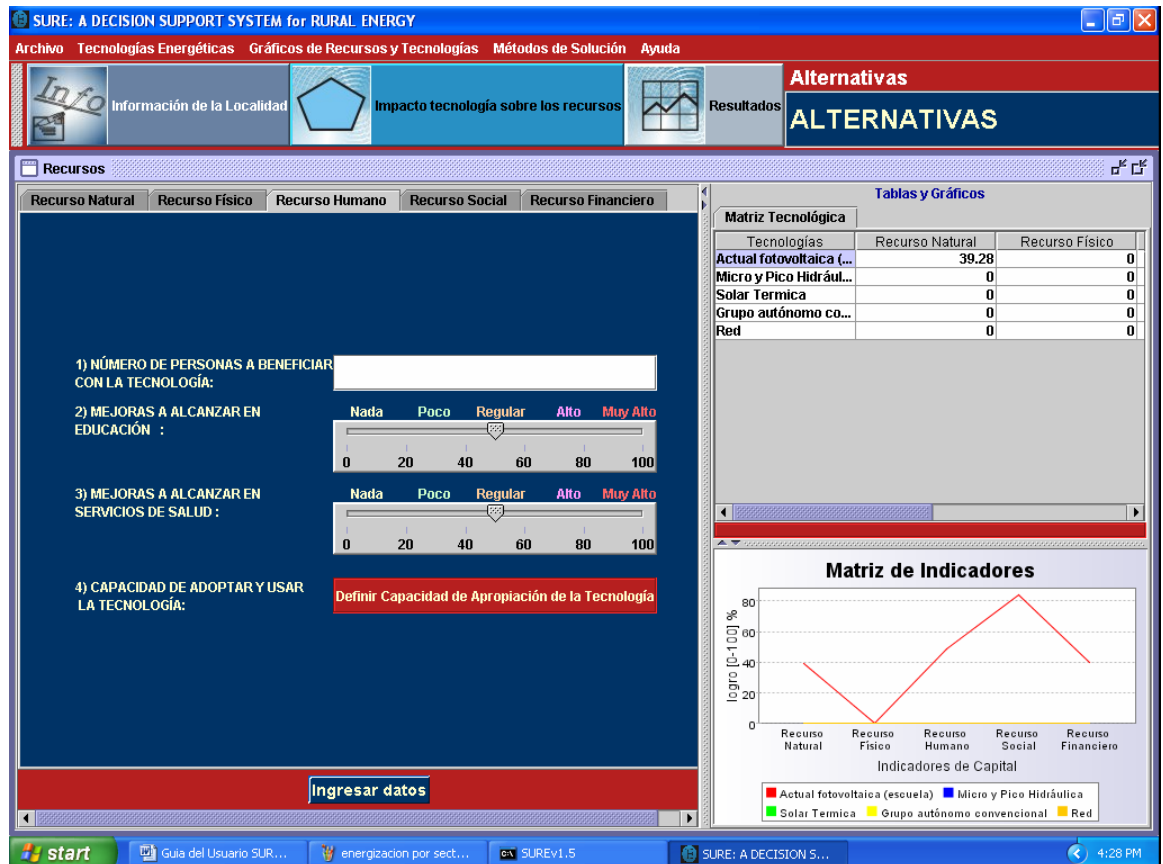 SURE: A DECISION SUPPORT SYSTEM for RURAL ENERGY
Archivo Tecnologías Energéticas Gráficos de Recursos y Tecnologías Métodos de Solución Ayuda
Info
Información de la Localidad
Impacto tecnología sobre los recursos
Resultados
Alternativas
ALTERNATIVAS
Recursos
Recurso Natural Recurso Físico Recurso Humano Recurso Social Recurso Financiero
1) NÚMERO DE PERSONAS A BENEFICIAR
CON LA TECNOLOGÍA:
2) MEJORAS A ALCANZAR EN
EDUCACIÓN :
Nada Poco Regular Alto Muy Alto
0 20 40 60 80 100
3) MEJORAS A ALCANZAR EN
SERVICIOS DE SALUD :
Nada Poco Regular Alto Muy Alto
0 20 40 60 80 100
4) CAPACIDAD DE ADOPTAR Y USAR
LA TECNOLOGÍA:
Definir Capacidad de Apropiación de la Tecnología
Ingresar datos
Tablas y Gráficos
Matriz Tecnológica
Tecnologías Recurso Natural Recurso Físico
Actual fotovoltaica (... 39.28 0
Micro y Pico Hidrául... 0 0
Solar Termica 0 0
Grupo autónomo co... 0 0
Red 0 0
Matriz de Indicadores
logro [0-100] %
80
60
40
20
0
Recurso Natural Recurso Físico Recurso Humano Recurso Social Recurso Financiero
Indicadores de Capital
Actual fotovoltaica (escuela) Micro y Pico Hidráulica
Solar Termica Grupo autónomo convencional Red
start Guia del Usuario SUR... energizacion por sect... SUREv1.5 SURE: A DECISION S... 4:28 PM